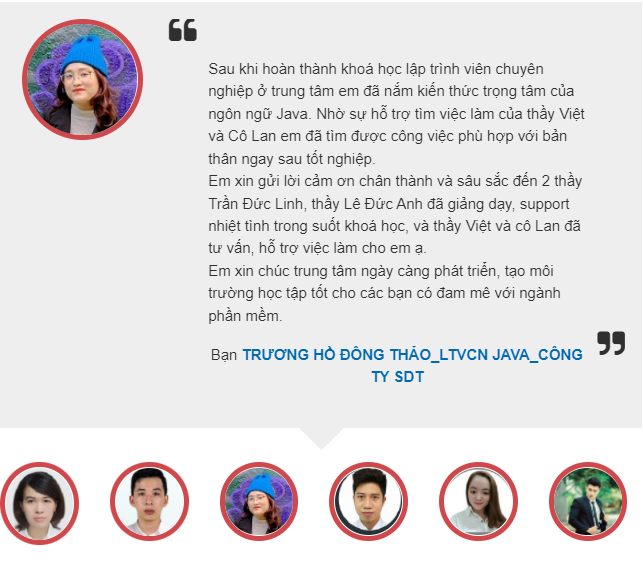 Sau khi hoàn thành khoá học lập trình viên chuyên
nghiệp ở trung tâm em đã nắm kiến thức trọng tâm của
ngôn ngữ Java. Nhờ sự hỗ trợ tìm việc làm của thầy Việt
và Cô Lan em đã tìm được công việc phù hợp với bản
thân ngay sau tốt nghiệp.
Em xin gửi lời cảm ơn chân thành và sâu sắc đến 2 thầy
Trần Đức Linh, thầy Lê Đức Anh đã giảng dạy, support
nhiệt tình trong suốt khoá học, và thầy Việt và cô Lan đã
tư vấn, hỗ trợ việc làm cho em ạ.
Em xin chúc trung tâm ngày càng phát triển, tạo môi
trường học tập tốt cho các bạn có đam mê với ngành
phần mềm.
Bạn TRƯƠNG HỒ ĐÔNG THẢO_LTVCN JAVA_CÔNG
TY SDT